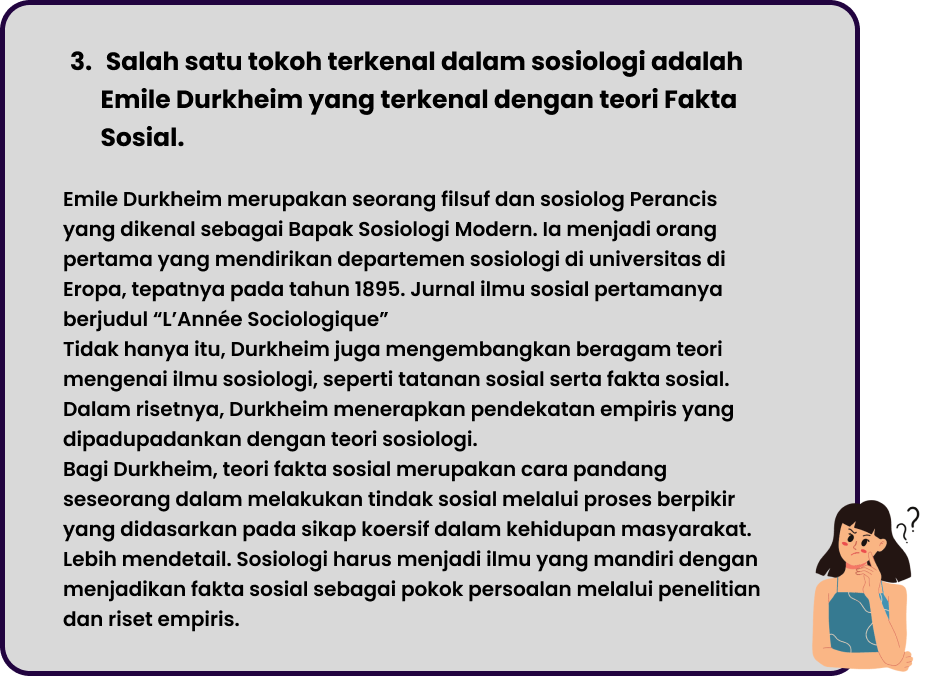 3. Salah satu tokoh terkenal dalam sosiologi adalah
Emile Durkheim yang terkenal dengan teori Fakta
Sosial.
Emile Durkheim merupakan seorang filsuf dan sosiolog Perancis
yang dikenal sebagai Bapak Sosiologi Modern. Ia menjadi orang
pertama yang mendirikan departemen sosiologi di universitas di
Eropa, tepatnya pada tahun 1895. Jurnal ilmu sosial pertamanya
berjudul “L’Année Sociologique”
Tidak hanya itu, Durkheim juga mengembangkan beragam teori
mengenai ilmu sosiologi, seperti tatanan sosial serta fakta sosial.
Dalam risetnya, Durkheim menerapkan pendekatan empiris yang
dipadupadankan dengan teori sosiologi.
Bagi Durkheim, teori fakta sosial merupakan cara pandang
seseorang dalam melakukan tindak sosial melalui proses berpikir
yang didasarkan pada sikap koersif dalam kehidupan masyarakat.
Lebih mendetail. Sosiologi harus menjadi ilmu yang mandiri dengan
menjadikan fakta sosial sebagai pokok persoalan melalui penelitian
dan riset empiris.
??